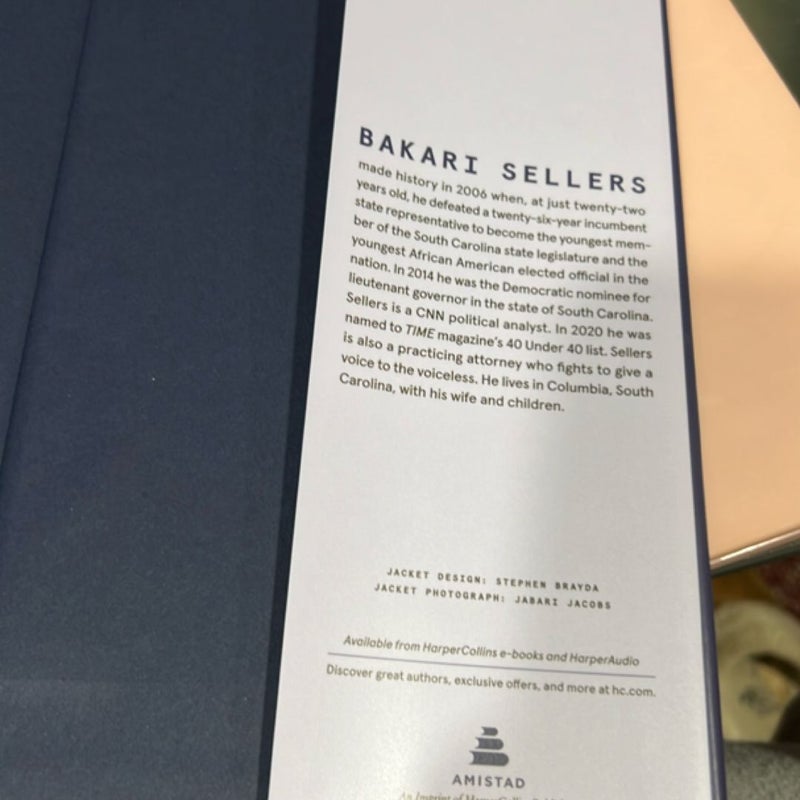 BAKARI SELLERS
made history in 2006 when, at just twenty-two
years old, he defeated a twenty-six-year incumbent
state representative to become the youngest mem-
ber of the South Carolina state legislature and the
youngest African American elected official in the
nation. In 2014 he was the Democratic nominee for
lieutenant governor in the state of South Carolina.
Sellers is a CNN political analyst. In 2020 he was
named to TIME magazine's 40 Under 40 list. Sellers
is also a practicing attorney who fights to give a
voice to the voiceless. He lives in Columbia, South
Carolina, with his wife and children.
JACKET DESIGN: STEPHEN BRAYDA
JACKET PHOTOGRAPH: JABARI JACOBS
Available from HarperCollins e-books and HarperAudio
Discover great authors, exclusive offers, and more at hc.com.
AMISTAD
An Imprint of